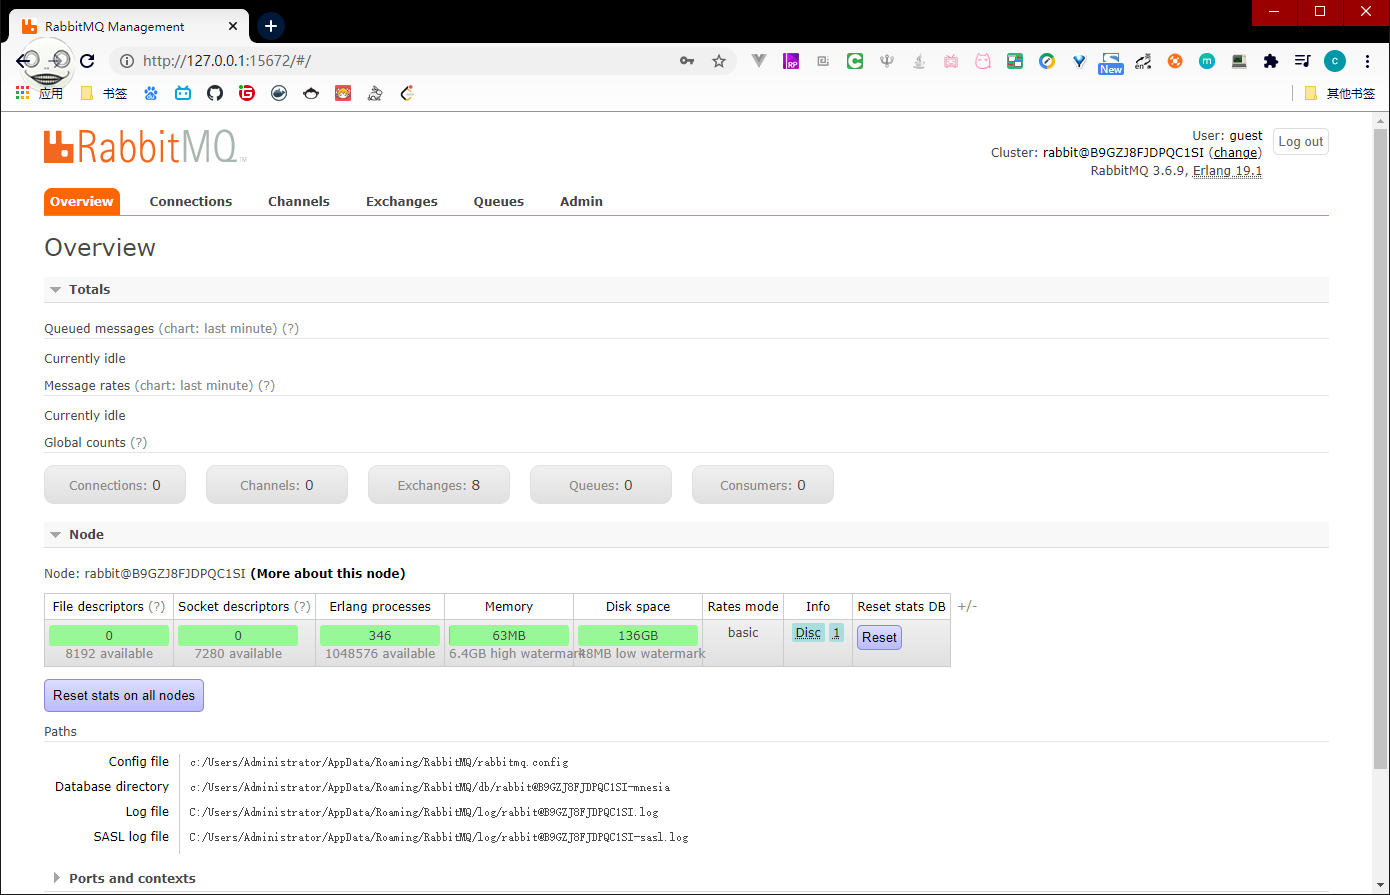 RabbitMQ Management
http://127.0.0.1:15672/#/
RP
New
en
m
c
应用
书签
其他书签
RabbitMQ ™
User: guest
Log out
Cluster: rabbit@B9GZJ8FJDPQC1SI (change)
RabbitMQ 3.6.9, Erlang 19.1
Overview Connections Channels Exchanges Queues Admin
Overview
Totals
Queued messages (chart: last minute) (?)
Currently idle
Message rates (chart: last minute) (?)
Currently idle
Global counts (?)
Connections: 0 Channels: 0 Exchanges: 8 Queues: 0 Consumers: 0
Node
Node: rabbit@B9GZJ8FJDPQC1SI (More about this node)
File descriptors (?) Socket descriptors (?) Erlang processes Memory Disk space Rates mode Info Reset stats DB +/-
0 0 346 63MB 136GB basic Disc 1 Reset
8192 available 7280 available 1048576 available 6.4GB high watermark 48MB low watermark
Reset stats on all nodes
Paths
Config file c:/Users/Administrator/AppData/Roaming/RabbitMQ/rabbitmq.config
Database directory c:/Users/Administrator/AppData/Roaming/RabbitMQ/db/rabbit@B9GZJ8FJDPQC1SI-mnesia
Log file C:/Users/Administrator/AppData/Roaming/RabbitMQ/log/rabbit@B9GZJ8FJDPQC1SI.log
SASL log file C:/Users/Administrator/AppData/Roaming/RabbitMQ/log/rabbit@B9GZJ8FJDPQC1SI-sasl.log
Ports and contexts